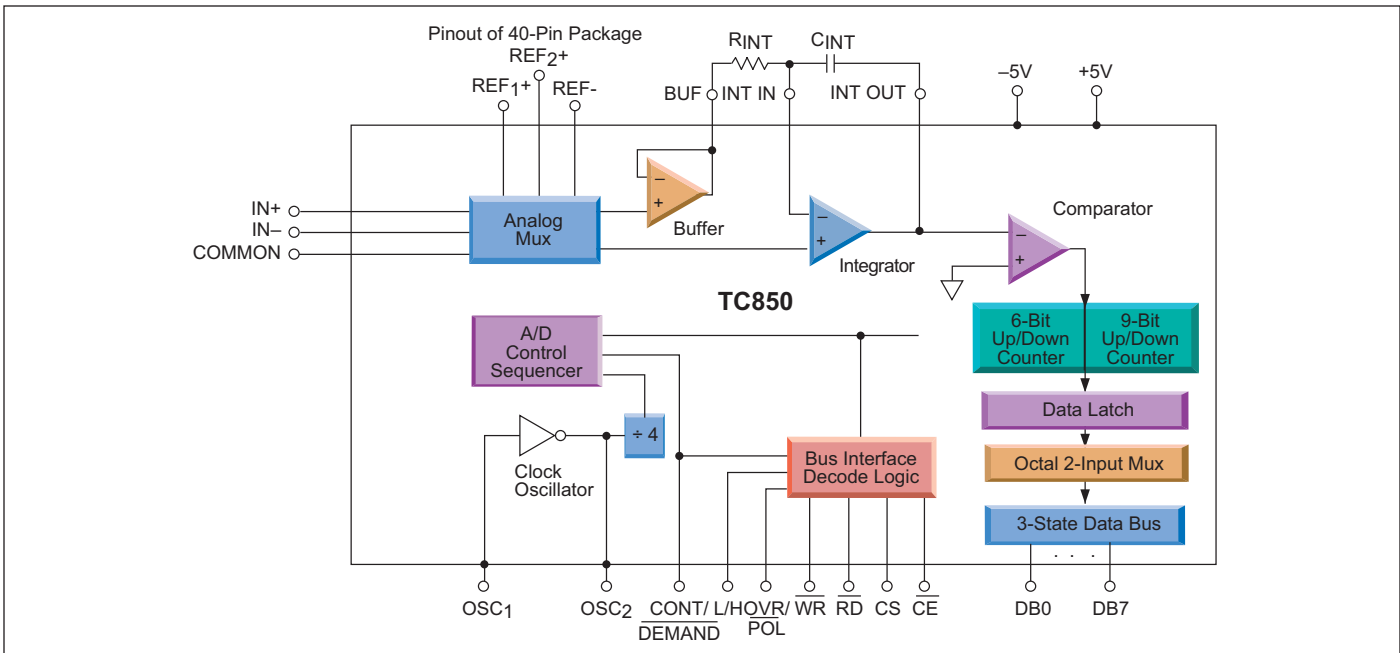 Pinout of 40-Pin Package
REF2+
REF1+
REF-
RINT
CINT
BUF
INT IN
INT OUT
–5V
+5V
IN+
IN–
COMMON
Analog
Mux
–
+
Buffer
–
+
Integrator
Comparator
–
+
TC850
A/D
Control
Sequencer
6-Bit
Up/Down
Counter
9-Bit
Up/Down
Counter
Data Latch
÷ 4
Clock
Oscillator
Bus Interface
Decode Logic
Octal 2-Input Mux
3-State Data Bus
. . .
OSC1
OSC2
CONT/
DEMAND
L/H
OVR/
POL
WR
RD
CS
CE
DB0
DB7